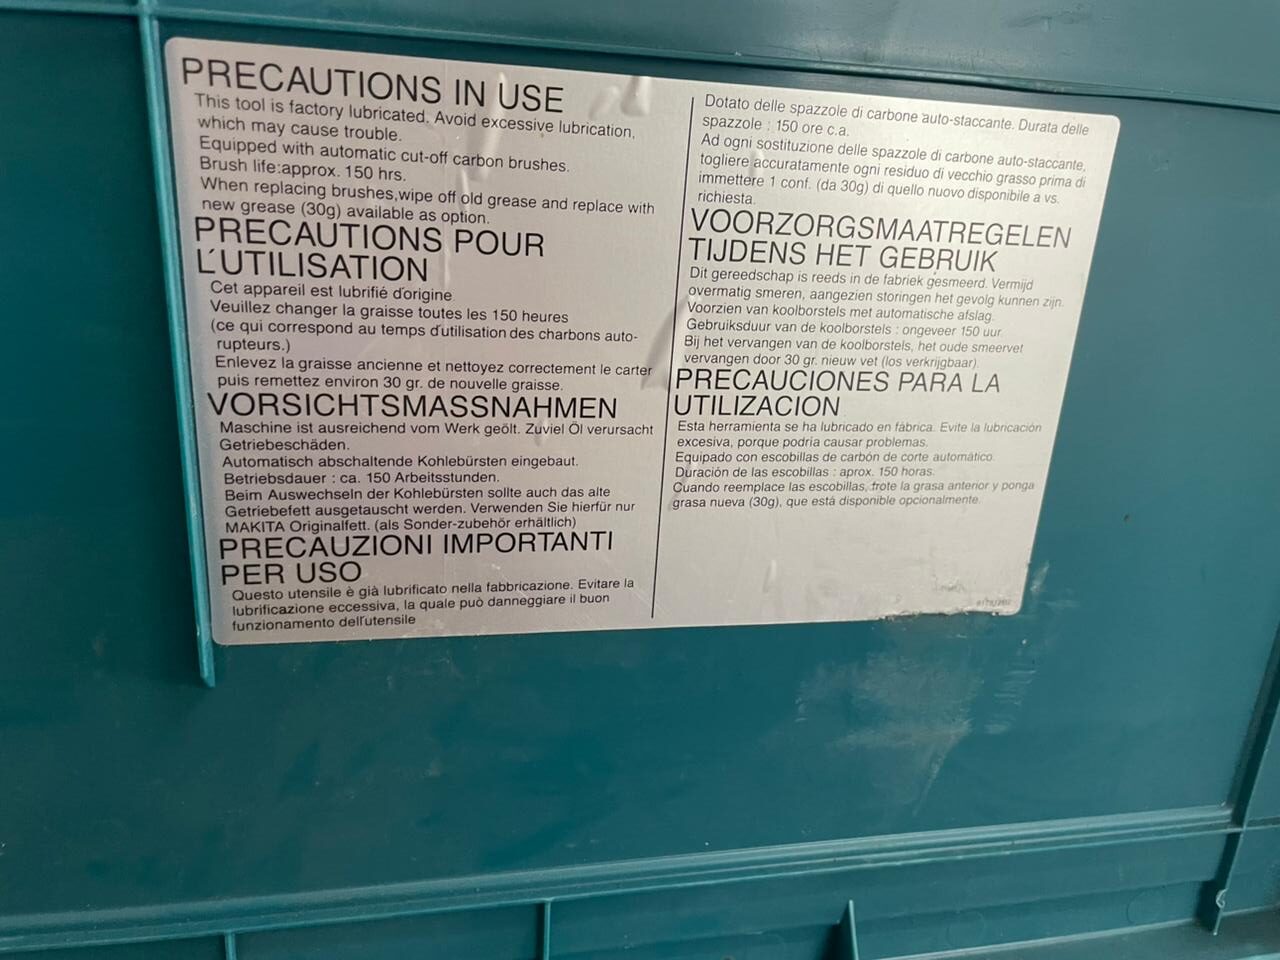 PRECAUTIONS IN USE
This tool is factory lubricated. Avoid excessive lubrication,
which may cause trouble.
Equipped with automatic cut-off carbon brushes.
Brush life:approx. 150 hrs.
When replacing brushes,wipe off old grease and replace with
new grease (30g) available as option.
PRECAUTIONS POUR
L'UTILISATION
Cet appareil est lubrifié d'origine
Veuillez changer la graisse toutes les 150 heures
(ce qui correspond au temps d'utilisation des charbons auto-
rupteurs.)
Enlevez la graisse ancienne et nettoyez correctement le carter
puis remettez environ 30 gr. de nouvelle graisse.
VORSICHTSMASSNAHMEN
Maschine ist ausreichend vom Werk geölt. Zuviel Öl verursacht
Getriebeschäden.
Automatisch abschaltende Kohlebürsten eingebaut.
Betriebsdauer : ca. 150 Arbeitsstunden.
Beim Auswechseln der Kohlebürsten sollte auch das alte
Getriebefett ausgetauscht werden. Verwenden Sie hierfür nur
MAKITA Originalfett. (als Sonder-zubehör erhältlich)
PRECAUZIONI IMPORTANTI
PER USO
Questo utensile è già lubrificato nella fabbricazione. Evitare la
lubrificazione eccessiva, la quale può danneggiare il buon
funzionamento dell'utensile
Dotato delle spazzole di carbone auto-staccante. Durata delle
spazzole : 150 ore c.a.
Ad ogni sostituzione delle spazzole di carbone auto-staccante,
togliere accuratamente ogni residuo di vecchio grasso prima di
immettere 1 conf. (da 30g) di quello nuovo disponibile a vs.
richiesta.
VOORZORGSMAATREGELEN
TIJDENS HET GEBRUIK
Dit gereedschap is reeds in de fabriek gesmeerd. Vermijd
overmatig smeren, aangezien storingen het gevolg kunnen zijn.
Voorzien van koolborstels met automatische afslag.
Gebruiksduur van de koolborstels : ongeveer 150 uur.
Bij het vervangen van de koolborstels, het oude smeervet
vervangen door 30 gr. nieuw vet (los verkrijgbaar).
PRECAUCIONES PARA LA
UTILIZACION
Esta herramienta se ha lubricado en fábrica. Evite la lubricación
excesiva, porque podría causar problemas.
Equipado con escobillas de carbón de corte automático.
Duración de las escobillas : aprox. 150 horas.
Cuando reemplace las escobillas, frote la grasa anterior y ponga
grasa nueva (30g), que está disponible opcionalmente.